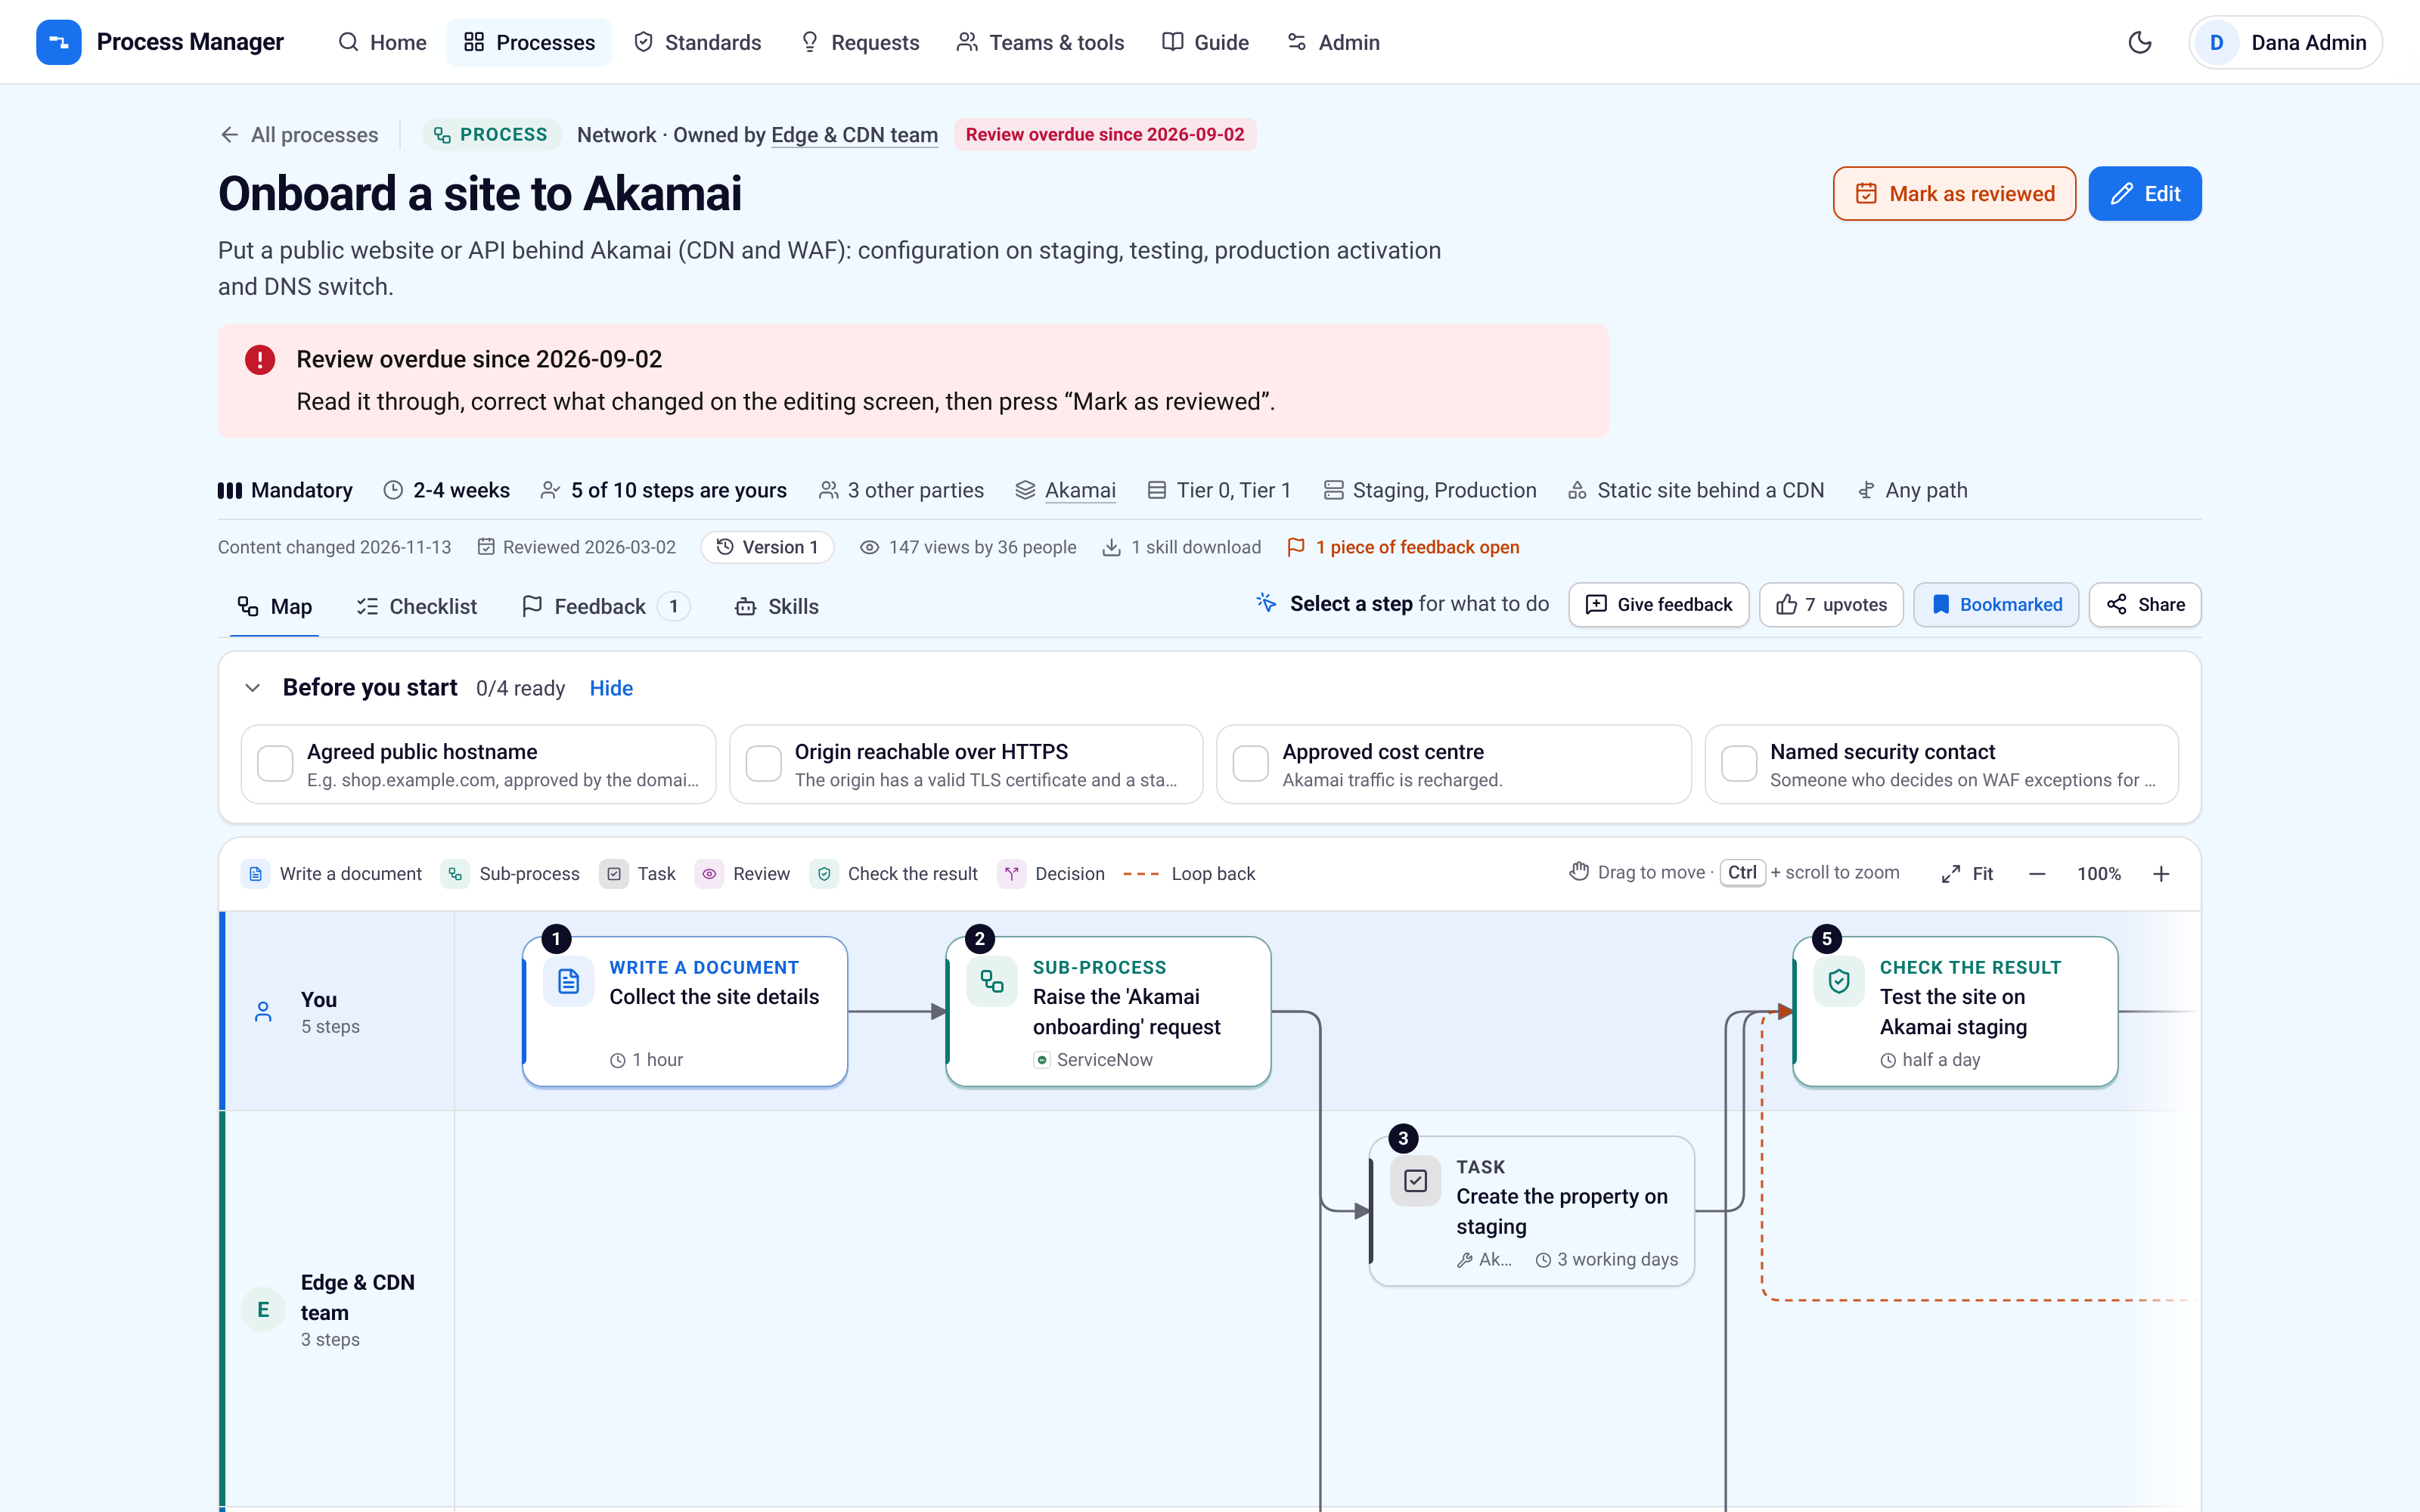 Process Manager Home Processes Standards Requests Teams & tools Guide Admin D Dana Admin
All processes PROCESS Network · Owned by Edge & CDN team Review overdue since 2026-09-02
Onboard a site to Akamai Mark as reviewed Edit
Put a public website or API behind Akamai (CDN and WAF): configuration on staging, testing, production activation
and DNS switch.
Review overdue since 2026-09-02
Read it through, correct what changed on the editing screen, then press “Mark as reviewed”.
Mandatory 2-4 weeks 5 of 10 steps are yours 3 other parties Akamai Tier 0, Tier 1 Staging, Production Static site behind a CDN Any path
Content changed 2026-11-13 Reviewed 2026-03-02 Version 1 147 views by 36 people 1 skill download 1 piece of feedback open
Map Checklist Feedback 1 Skills Select a step for what to do Give feedback 7 upvotes Bookmarked Share
Before you start 0/4 ready Hide
Agreed public hostname
E.g. shop.example.com, approved by the domai...
Origin reachable over HTTPS
The origin has a valid TLS certificate and a sta...
Approved cost centre
Akamai traffic is recharged.
Named security contact
Someone who decides on WAF exceptions for ...
Write a document Sub-process Task Review Check the result Decision Loop back Drag to move · Ctrl + scroll to zoom Fit 100%
You
5 steps
1
WRITE A DOCUMENT
Collect the site details
1 hour
2
SUB-PROCESS
Raise the 'Akamai
onboarding' request
ServiceNow
5
CHECK THE RESULT
Test the site on
Akamai staging
half a day
E
Edge & CDN
team
3 steps
3
TASK
Create the property on
staging
Ak... 3 working days